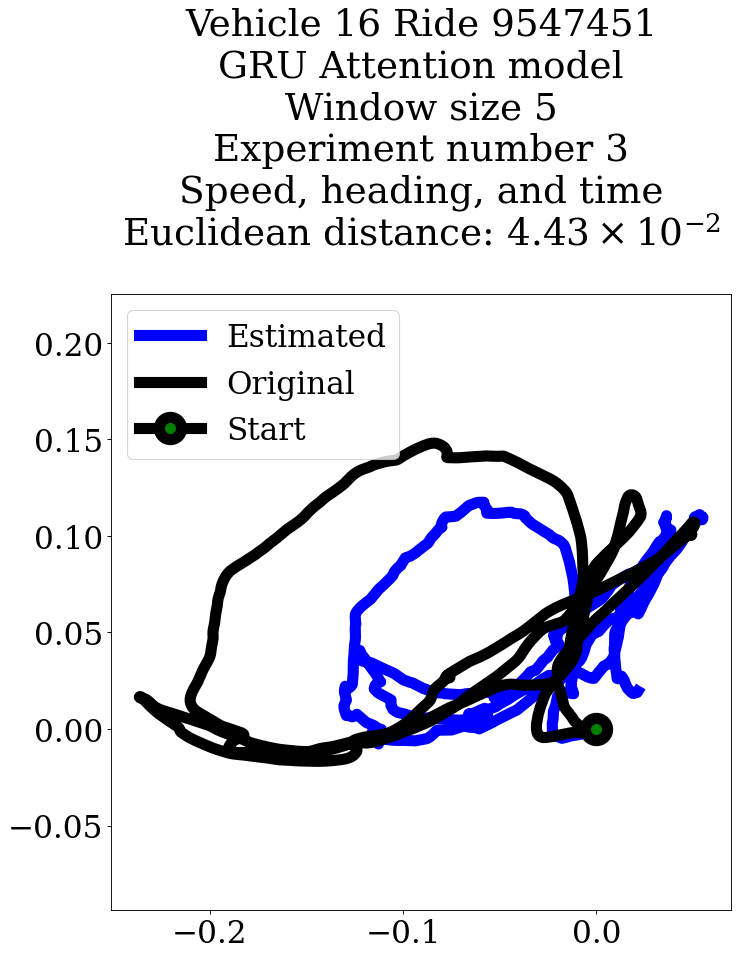 Vehicle 16 Ride 9547451
GRU Attention model
Window size 5
Experiment number 3
Speed, heading, and time
Euclidean distance: 4.43 × 10⁻²
Estimated
Original
Start
0.20
0.15
0.10
0.05
0.00
−0.05
−0.2
−0.1
0.0